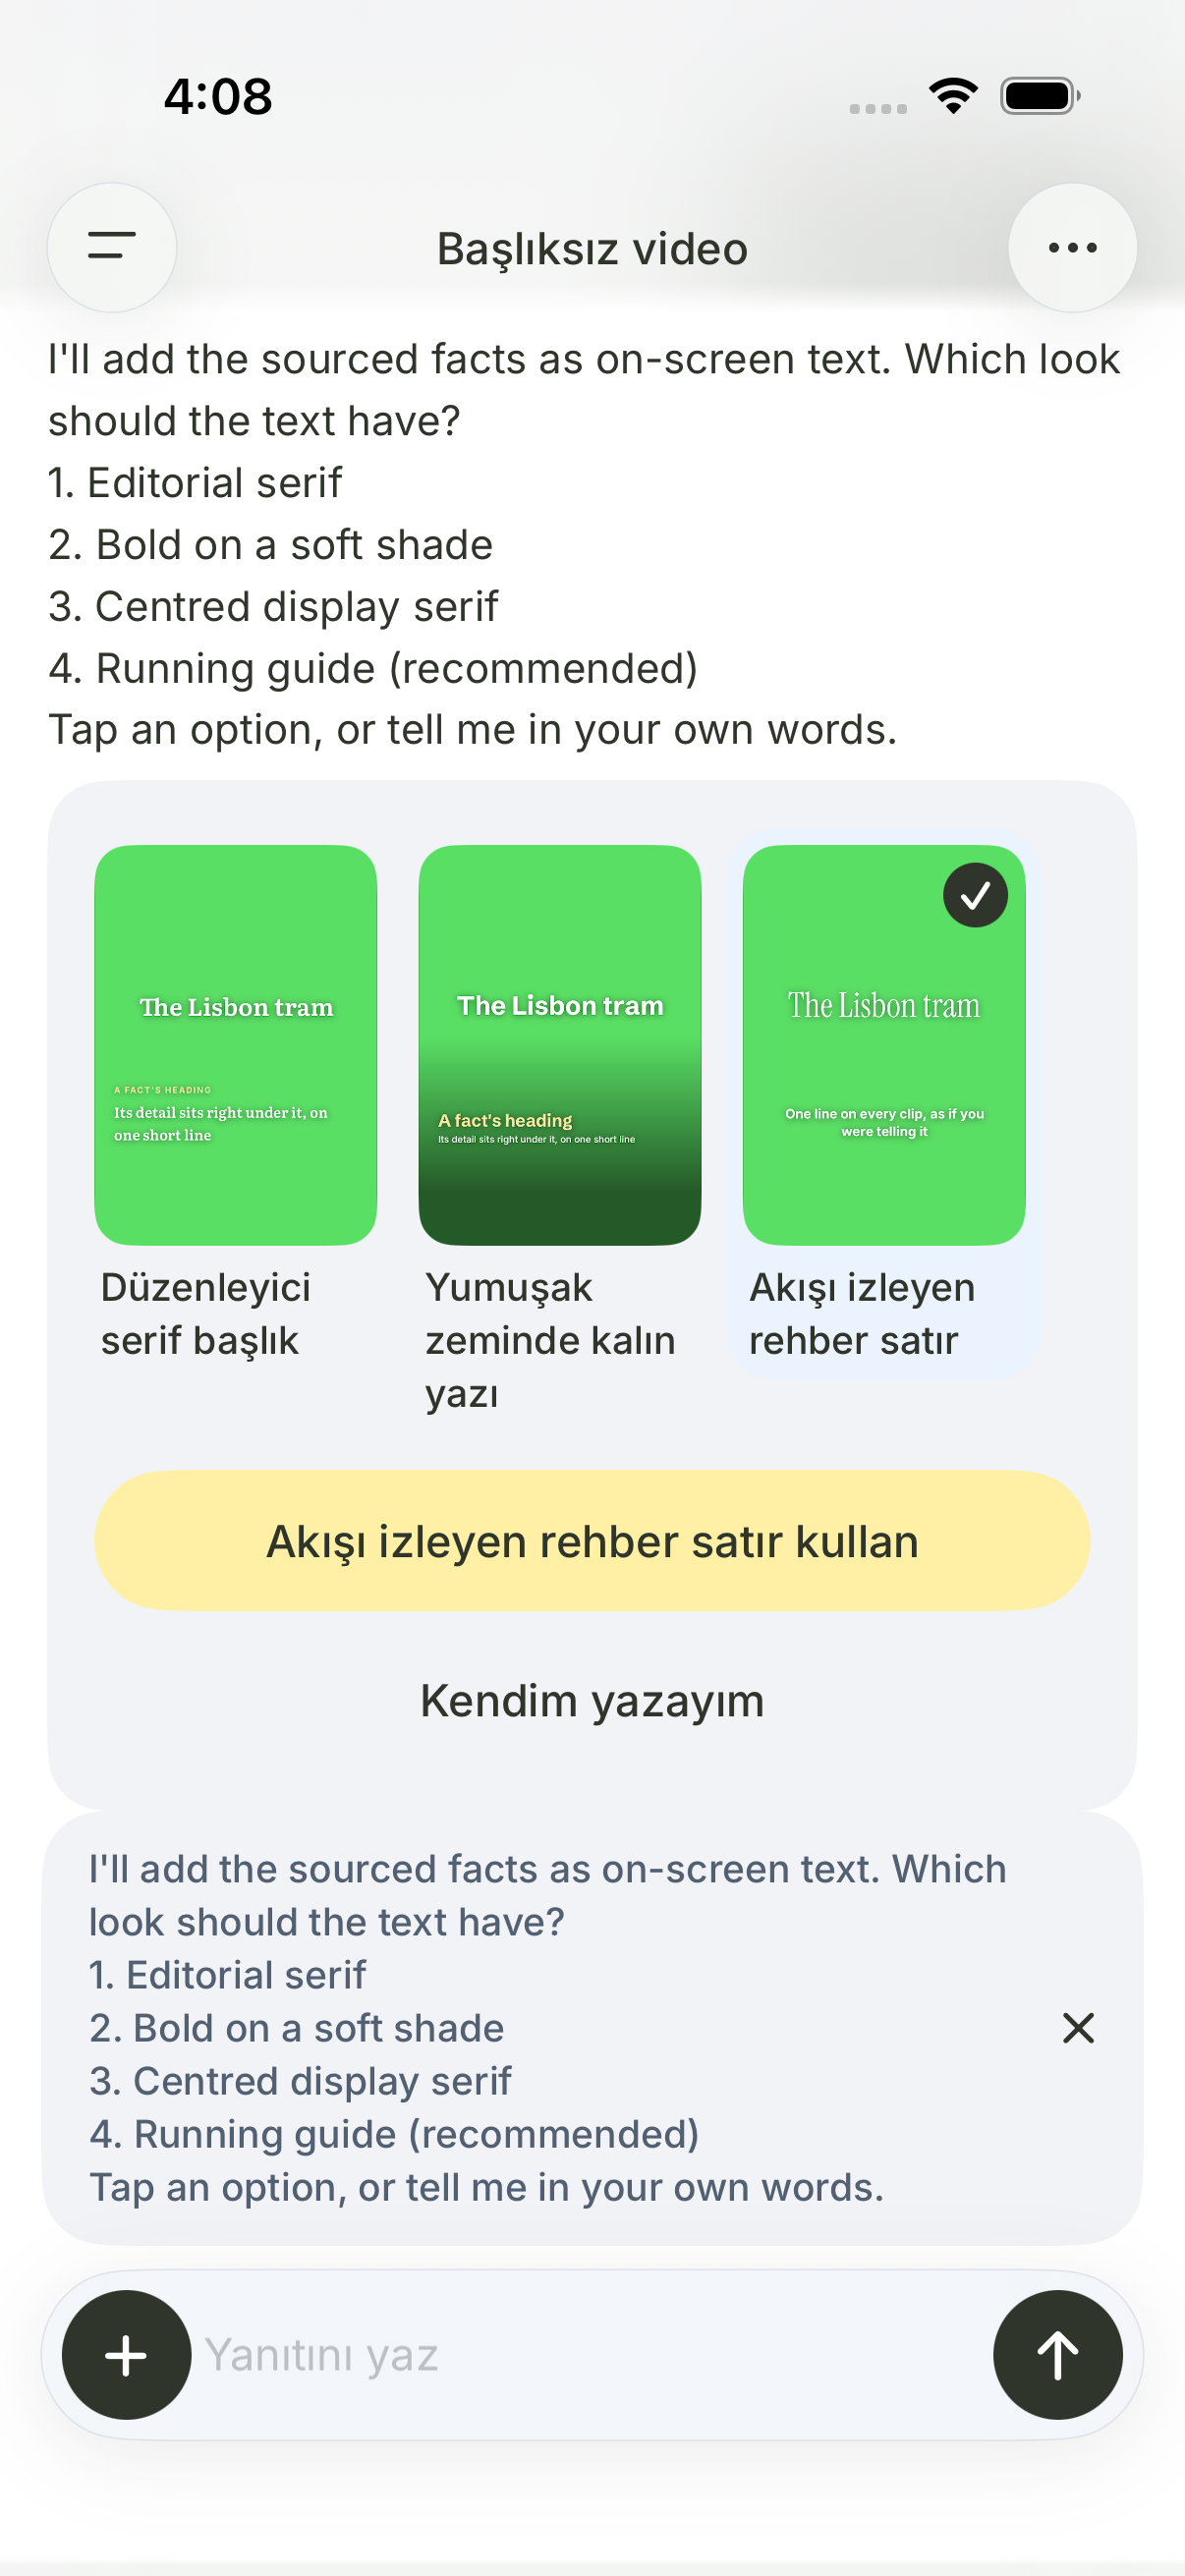 4:08
Başlıksız video
I'll add the sourced facts as on-screen text. Which look
should the text have?
1. Editorial serif
2. Bold on a soft shade
3. Centred display serif
4. Running guide (recommended)
Tap an option, or tell me in your own words.
The Lisbon tram
A FACT'S HEADING
Its detail sits right under it, on
one short line
Düzenleyici
serif başlık
The Lisbon tram
A fact's heading
Its detail sits right under it, on one short line
Yumuşak
zeminde kalın
yazı
The Lisbon tram
One line on every clip, as if you
were telling it
Akışı izleyen
rehber satır
Akışı izleyen rehber satır kullan
Kendim yazayım
I'll add the sourced facts as on-screen text. Which
look should the text have?
1. Editorial serif
2. Bold on a soft shade
3. Centred display serif
4. Running guide (recommended)
Tap an option, or tell me in your own words.
Yanıtını yaz